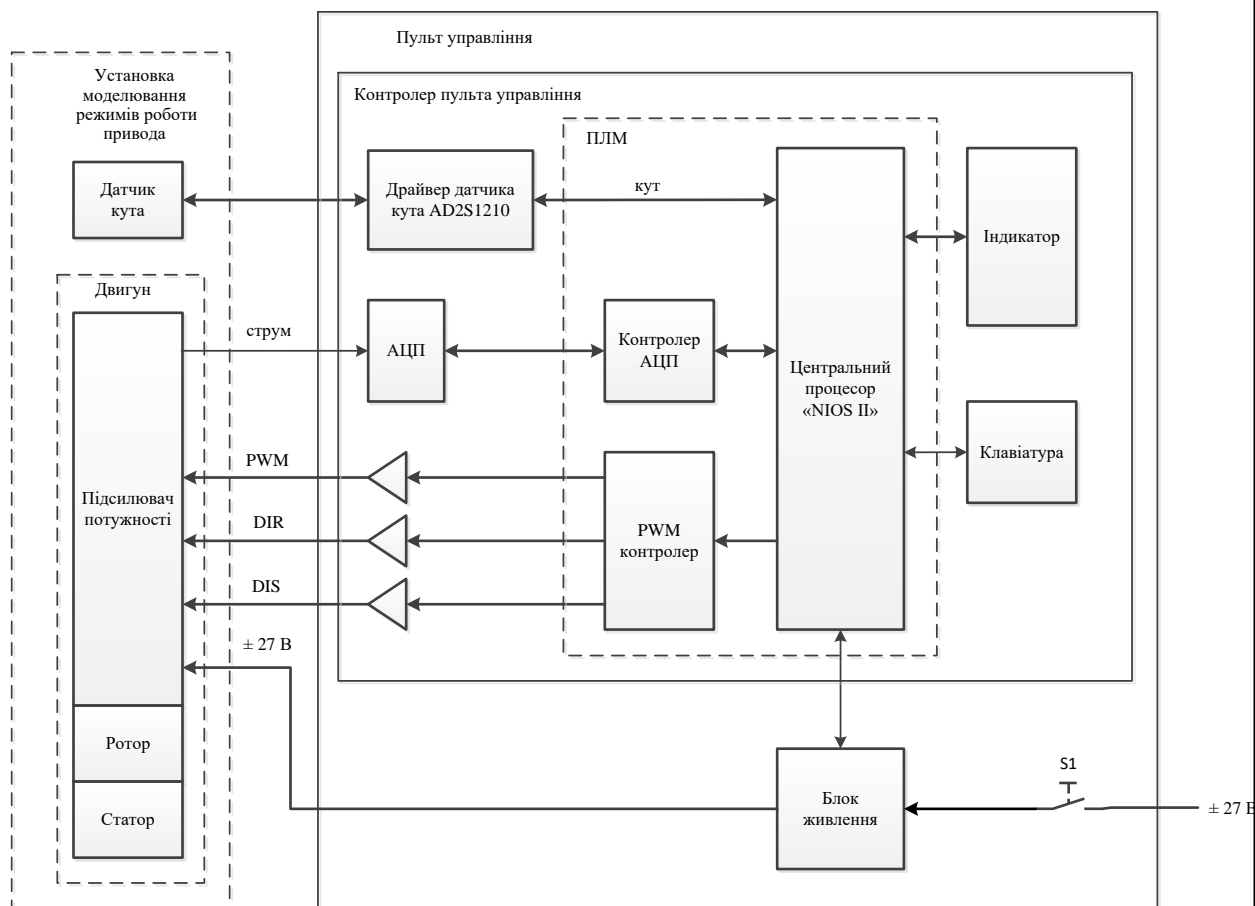 Пульт управління
Установка
моделювання
режимів роботи
привода
Контролер пульта управління
ПЛМ
Датчик
кута
Драйвер датчика
кута AD2S1210
кут
Індикатор
Двигун
струм
АЦП
Контролер
АЦП
Центральний
процесор
«NIOS II»
Клавіатура
PWM
Підсилювач
потужності
DIR
PWM
контролер
DIS
± 27 В
Ротор
Статор
Блок
живлення
S1
± 27 В